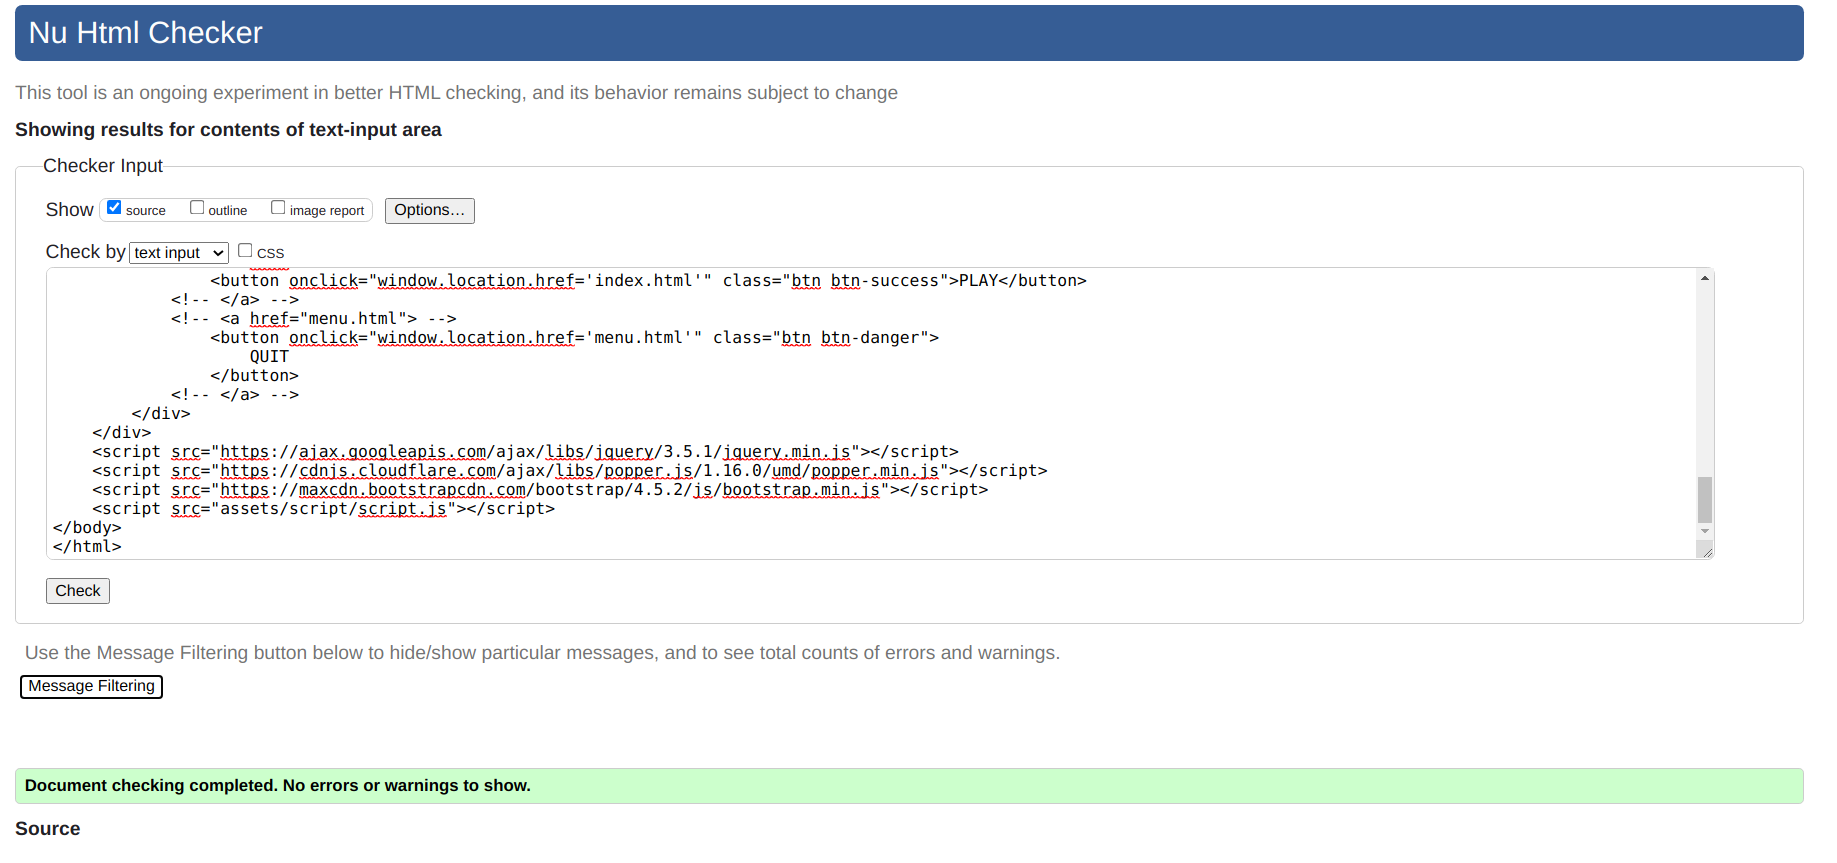 Nu Html Checker
This tool is an ongoing experiment in better HTML checking, and its behavior remains subject to change
Showing results for contents of text-input area
Checker Input
Show source outline image report Options...
Check by text input CSS
<button onclick="window.location.href='index.html'" class="btn btn-success">PLAY</button>
<!-- </a> -->
<!-- <a href="menu.html"> -->
<button onclick="window.location.href='menu.html'" class="btn btn-danger">
QUIT
</button>
<!-- </a> -->
</div>
</div>
<script src="https://ajax.googleapis.com/ajax/libs/jquery/3.5.1/jquery.min.js"></script>
<script src="https://cdnjs.cloudflare.com/ajax/libs/popper.js/1.16.0/umd/popper.min.js"></script>
<script src="https://maxcdn.bootstrapcdn.com/bootstrap/4.5.2/js/bootstrap.min.js"></script>
<script src="assets/script/script.js"></script>
</body>
</html>
Check
Use the Message Filtering button below to hide/show particular messages, and to see total counts of errors and warnings.
Message Filtering
Document checking completed. No errors or warnings to show.
Source